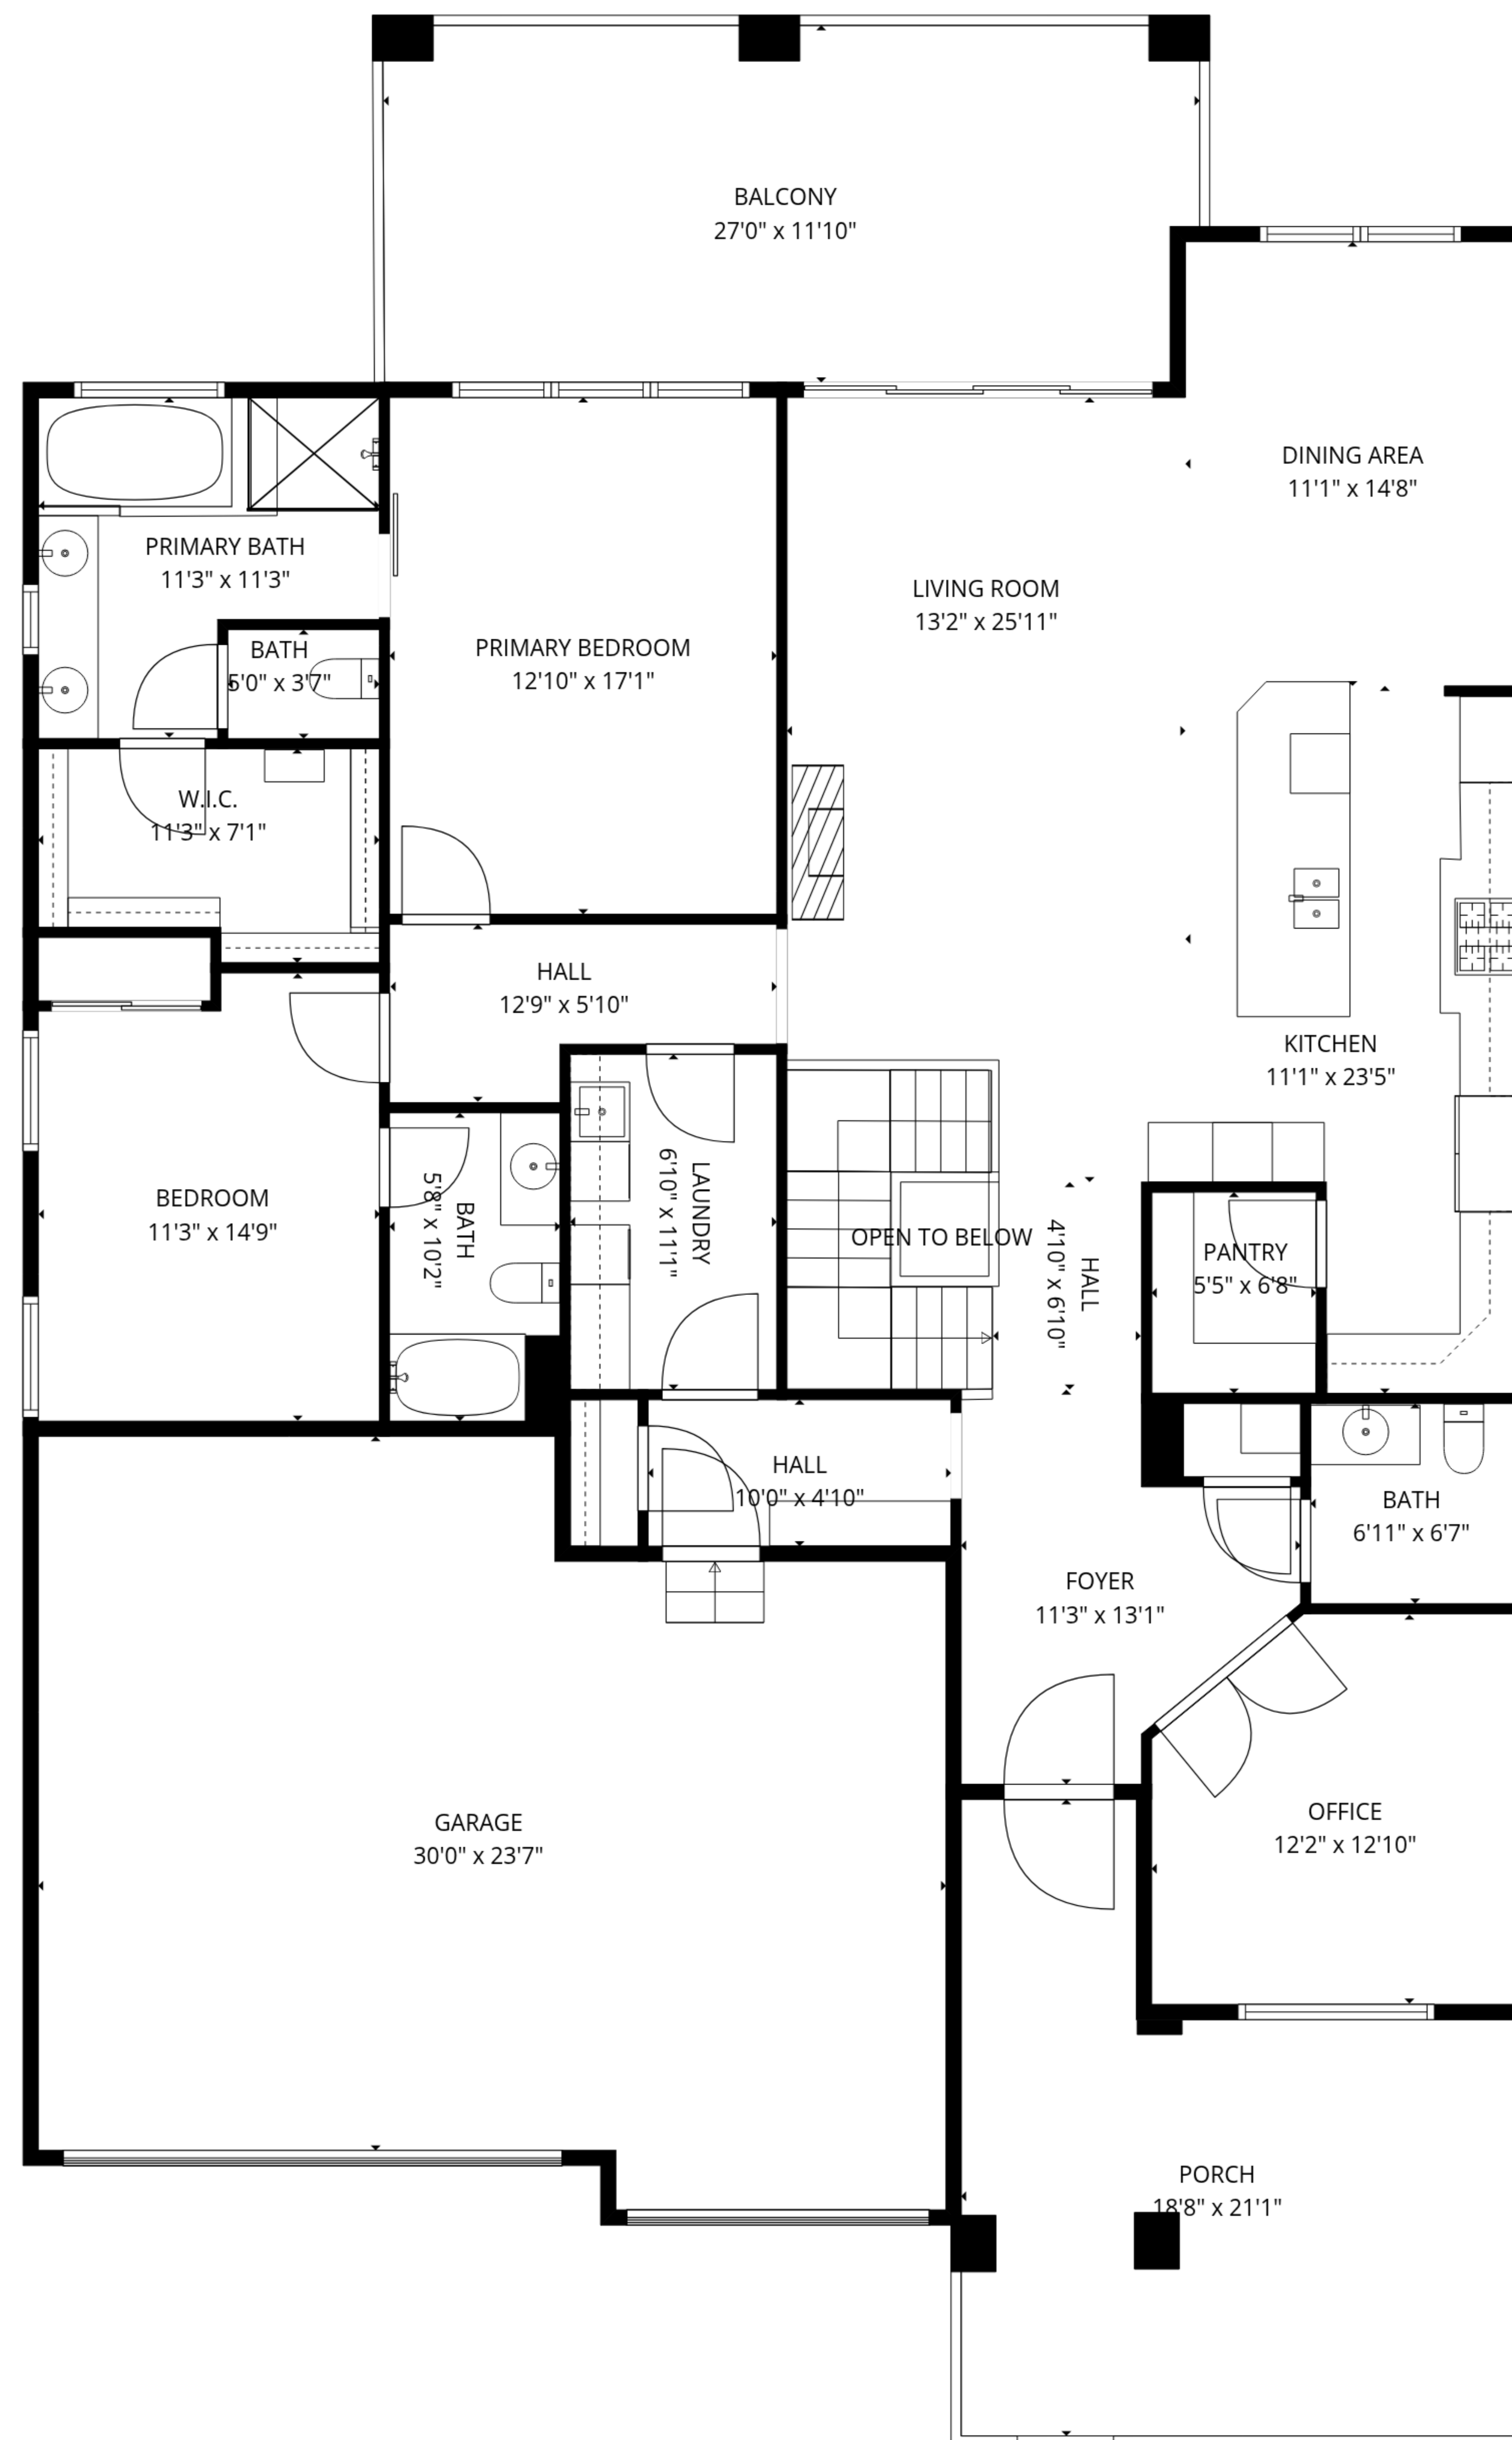 BALCONY
27'0" x 11'10"
DINING AREA
11'1" x 14'8"
PRIMARY BATH
11'3" x 11'3"
LIVING ROOM
13'2" x 25'11"
BATH
5'0" x 3'7"
PRIMARY BEDROOM
12'10" x 17'1"
W.I.C.
11'3" x 7'1"
HALL
12'9" x 5'10"
KITCHEN
11'1" x 23'5"
BEDROOM
11'3" x 14'9"
BATH
5'8" x 10'2"
LAUNDRY
6'10" x 11'1"
OPEN TO BELOW
HALL
4'10" x 6'10"
PANTRY
5'5" x 6'8"
HALL
10'0" x 4'10"
BATH
6'11" x 6'7"
FOYER
11'3" x 13'1"
GARAGE
30'0" x 23'7"
OFFICE
12'2" x 12'10"
PORCH
18'8" x 21'1"